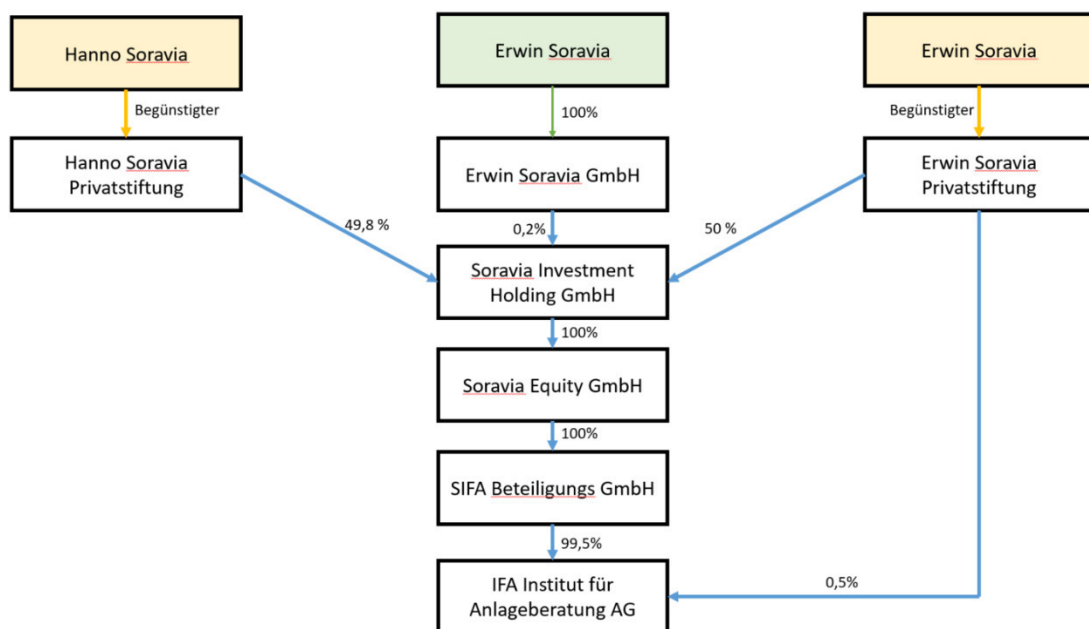 Hanno Soravia
Erwin Soravia
Erwin Soravia
Begünstigter
100%
Begünstigter
Hanno Soravia
Privatstiftung
Erwin Soravia GmbH
Erwin Soravia
Privatstiftung
49,8 %
0,2%
50 %
Soravia Investment
Holding GmbH
100%
Soravia Equity GmbH
100%
SIFA Beteiligungs GmbH
99,5%
IFA Institut für
Anlageberatung AG
0,5%